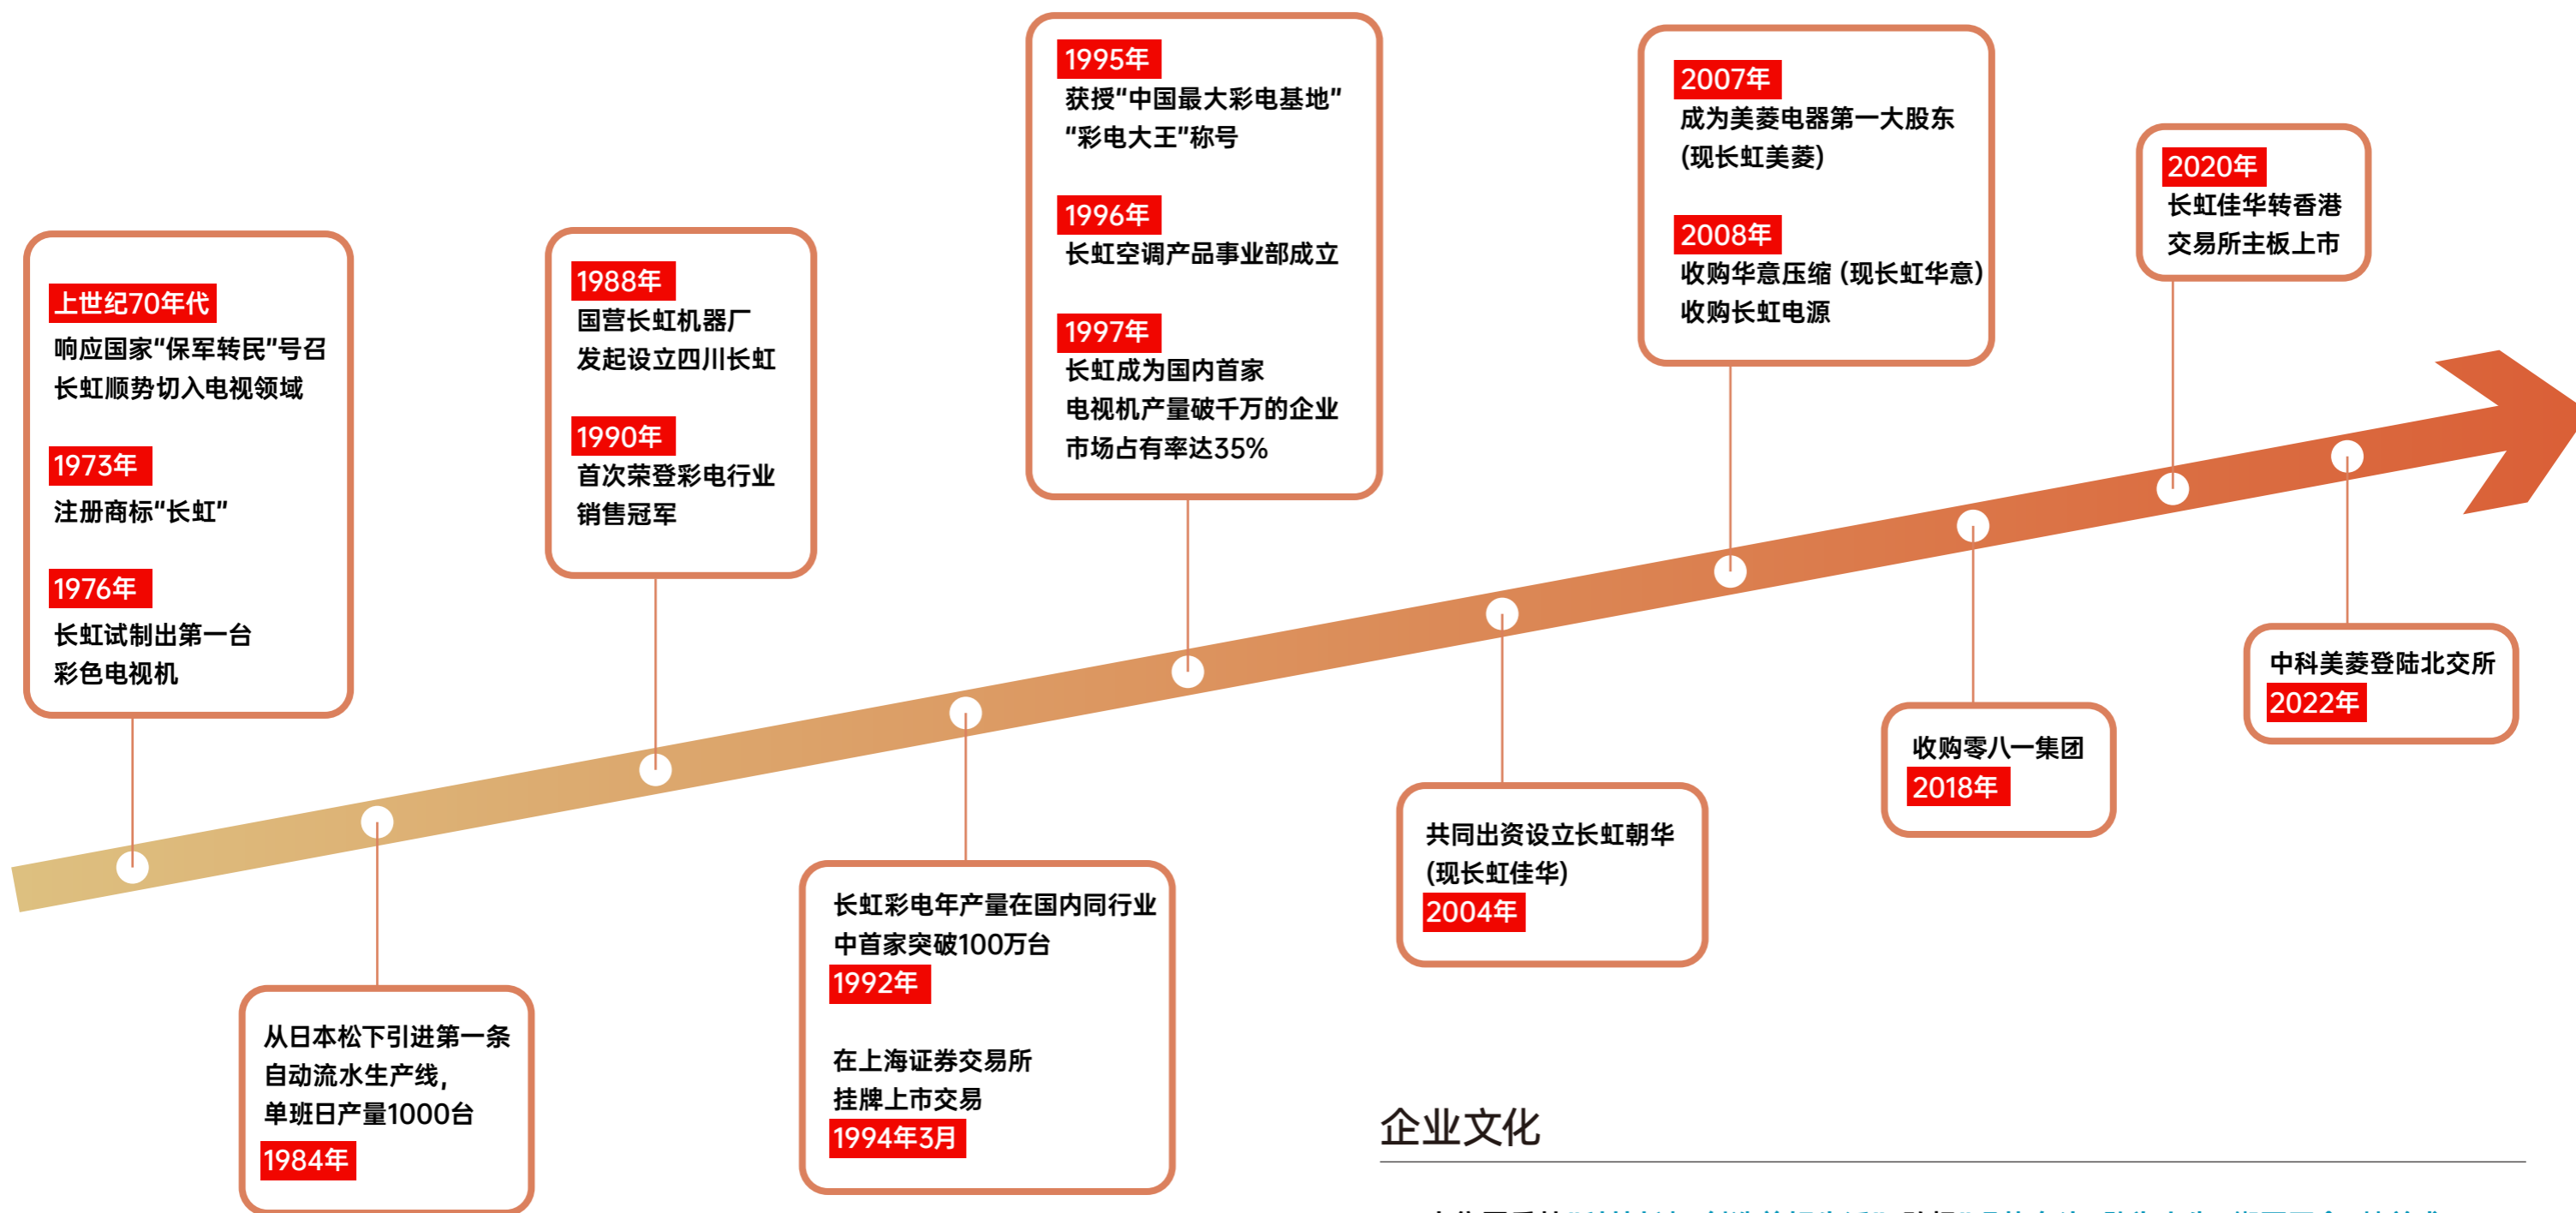 上世纪70年代
响应国家“保军转民”号召
长虹顺势切入电视领域
1973年
注册商标“长虹”
1976年
长虹试制出第一台
彩色电视机
从日本松下引进第一条
自动流水生产线,
单班日产量1000台
1984年
1988年
国营长虹机器厂
发起设立四川长虹
1990年
首次荣登彩电行业
销售冠军
长虹彩电年产量在国内同行业
中首家突破100万台
1992年
在上海证券交易所
挂牌上市交易
1994年3月
1995年
获授“中国最大彩电基地”
“彩电大王”称号
1996年
长虹空调产品事业部成立
1997年
长虹成为国内首家
电视机产量破千万的企业
市场占有率达35%
共同出资设立长虹朝华
(现长虹佳华)
2004年
2007年
成为美菱电器第一大股东
(现长虹美菱)
2008年
收购华意压缩 (现长虹华意)
收购长虹电源
收购零八一集团
2018年
2020年
长虹佳华转香港
交易所主板上市
中科美菱登陆北交所
2022年
企业文化